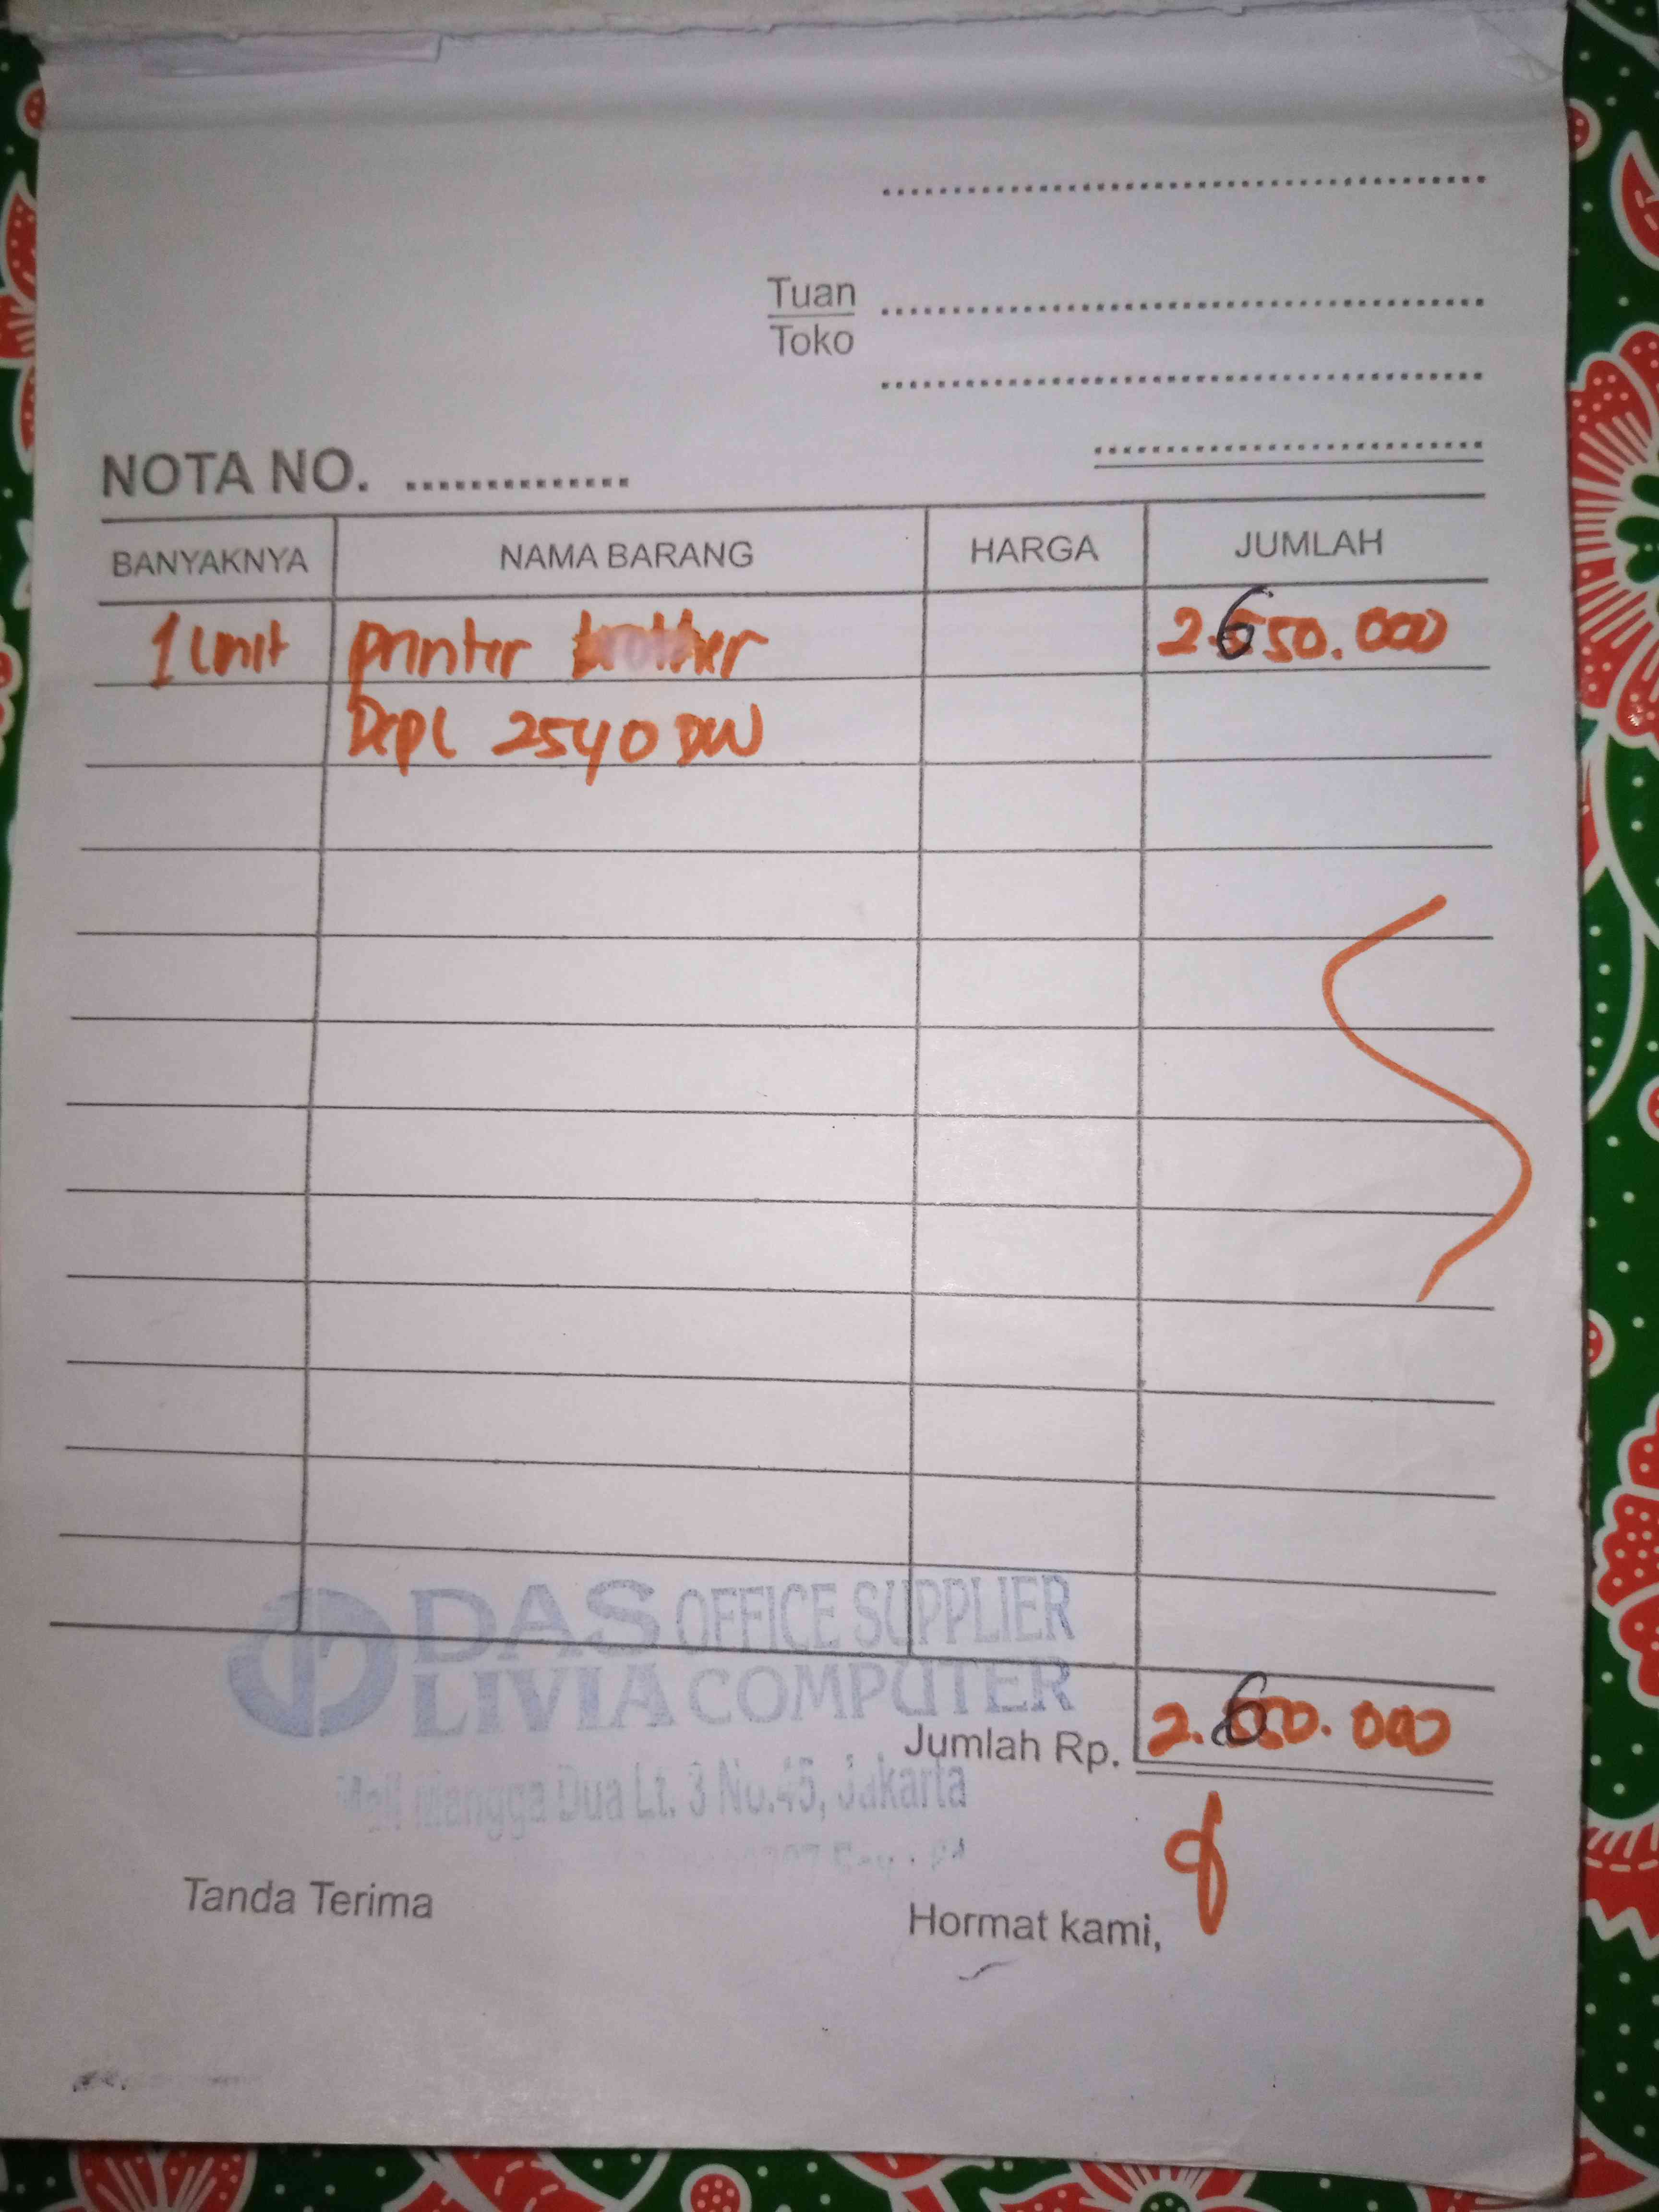 Tuan
Toko
NOTA NO. ..............
BANYAKNYA NAMA BARANG HARGA JUMLAH
1 Unit printer brother 2.650.000
Dcpl 2540 DW
DAS OFFICE SUPPLIER
LIVIA COMPUTER
Jumlah Rp. 2.650.000
Mall Mangga Dua Lt. 3 No.45, Jakarta
Tanda Terima
Hormat kami,